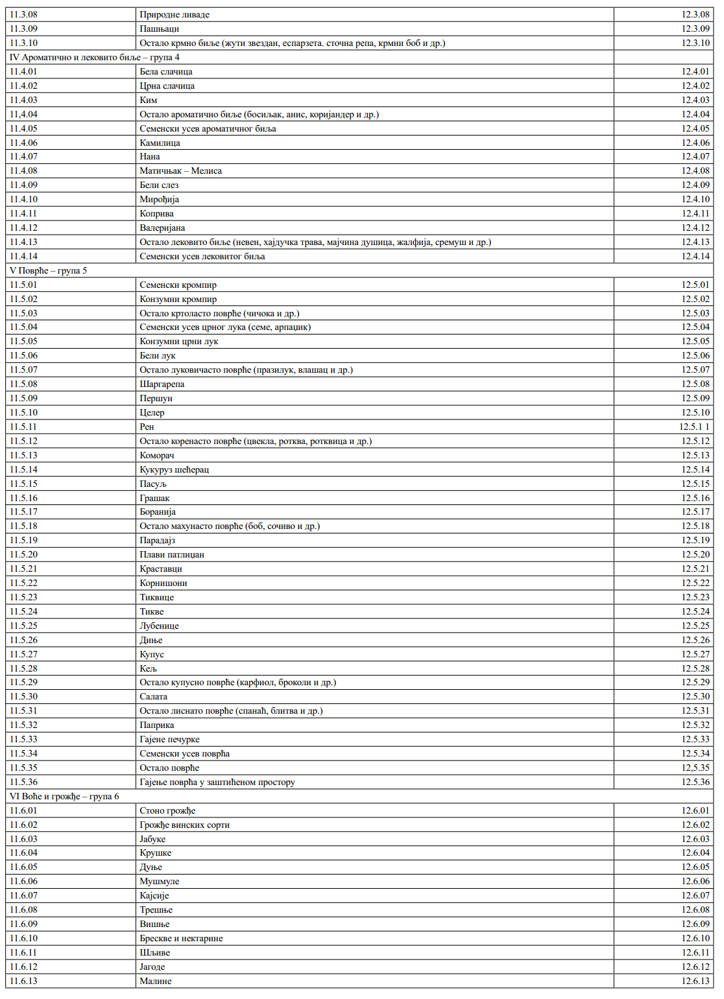 11.3.08 Природне ливаде 12.3.08
11.3.09 Пашњаци 12.3.09
11.3.10 Остало крмно биље (жути звездан, еспарзета. сточна репа, крмни боб и др.) 12.3.10
IV Ароматично и лековито биље – група 4
11.4.01 Бела слачица 12.4.01
11.4.02 Црна слачица 12.4.02
11.4.03 Ким 12.4.03
11,4.04 Остало ароматично биље (босиљак, анис, коријандер и др.) 12.4.04
11.4.05 Семенски усев ароматичног биља 12.4.05
11.4.06 Камилица 12.4.06
11.4.07 Нана 12.4.07
11.4.08 Матичњак – Мелиса 12.4.08
11.4.09 Бели слез 12.4.09
11.4.10 Мирођија 12.4.10
11.4.11 Коприва 12.4.11
11.4.12 Валеријана 12.4.12
11.4.13 Остало лековито биље (невен, хајдучка трава, мајчина душица, жалфија, сремуш и др.) 12.4.13
11.4.14 Семенски усев лековитог биља 12.4.14
V Поврће – група 5
11.5.01 Семенски кромпир 12.5.01
11.5.02 Конзумни кромпир 12.5.02
11.5.03 Остало кртоласто поврће (чичока и др.) 12.5.03
11.5.04 Семенски усев црног лука (семе, арпаџик) 12.5.04
11.5.05 Конзумни црни лук 12.5.05
11.5.06 Бели лук 12.5.06
11.5.07 Остало луковичасто поврће (празилук, влашац и др.) 12.5.07
11.5.08 Шаргарепа 12.5.08
11.5.09 Першун 12.5.09
11.5.10 Целер 12.5.10
11.5.11 Рен 12.5.1 1
11.5.12 Остало коренасто поврће (цвекла, ротква, ротквица и др.) 12.5.12
11.5.13 Коморач 12.5.13
11.5.14 Кукуруз шећерац 12.5.14
11.5.15 Пасуљ 12.5.15
11.5.16 Грашак 12.5.16
11.5.17 Боранија 12.5.17
11.5.18 Остало махунасто поврће (боб, сочиво и др.) 12.5.18
11.5.19 Парадајз 12.5.19
11.5.20 Плави патлиџан 12.5.20
11.5.21 Краставци 12.5.21
11.5.22 Корнишони 12.5.22
11.5.23 Тиквице 12.5.23
11.5.24 Тикве 12.5.24
11.5.25 Лубенице 12.5.25
11.5.26 Диње 12.5.26
11.5.27 Купус 12.5.27
11.5.28 Кељ 12.5.28
11.5.29 Остало купусно поврће (карфиол, броколи и др.) 12.5.29
11.5.30 Салата 12.5.30
11.5.31 Остало лиснато поврће (спанаћ, блитва и др.) 12.5.31
11.5.32 Паприка 12.5.32
11.5.33 Гајене печурке 12.5.33
11.5.34 Семенски усев поврћа 12.5.34
11.5.35 Остало поврће 12,5.35
11.5.36 Гајење поврћа у заштићеном простору 12.5.36
VI Воће и грожђе – група 6
11.6.01 Стоно грожђе 12.6.01
11.6.02 Грожђе винских сорти 12.6.02
11.6.03 Јабуке 12.6.03
11.6.04 Крушке 12.6.04
11.6.05 Дуње 12.6.05
11.6.06 Мушмуле 12.6.06
11.6.07 Кајсије 12.6.07
11.6.08 Трешње 12.6.08
11.6.09 Вишње 12.6.09
11.6.10 Брескве и нектарине 12.6.10
11.6.11 Шљиве 12.6.11
11.6.12 Јагоде 12.6.12
11.6.13 Малине 12.6.13